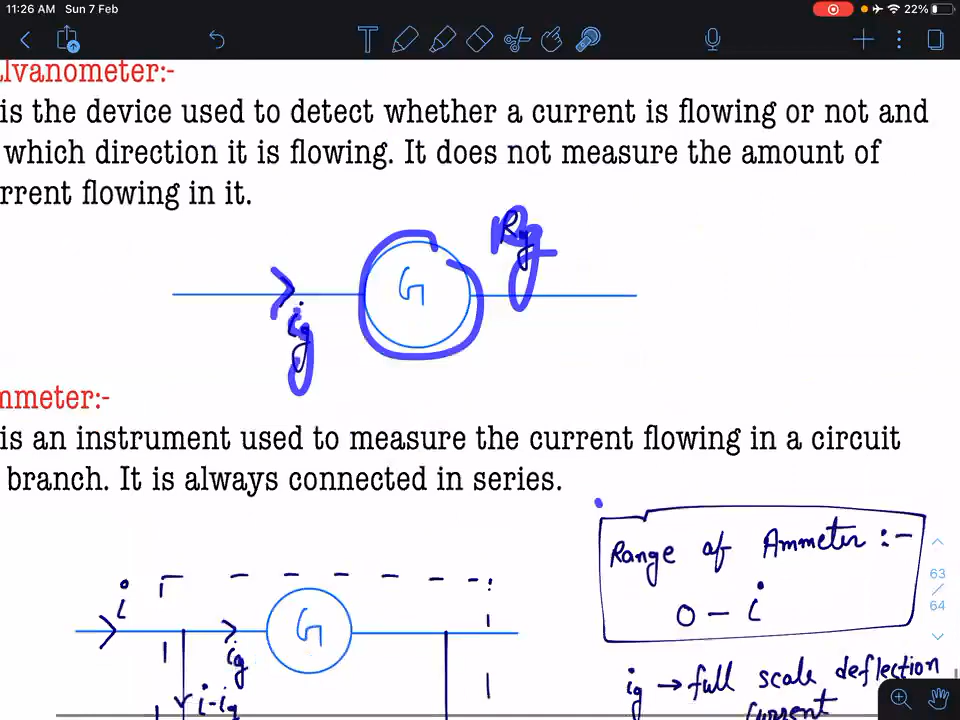 11:26 AM Sun 7 Feb
22%
lvanometer:-
is the device used to detect whether a current is flowing or not and
which direction it is flowing. It does not measure the amount of
rrent flowing in it.
Rg
G
ig
nmeter:-
is an instrument used to measure the current flowing in a circuit
branch. It is always connected in series.
Range of Ammeter :-
0 - i
63
/
64
i
G
ig
i-ig
ig → full scale deflection
current